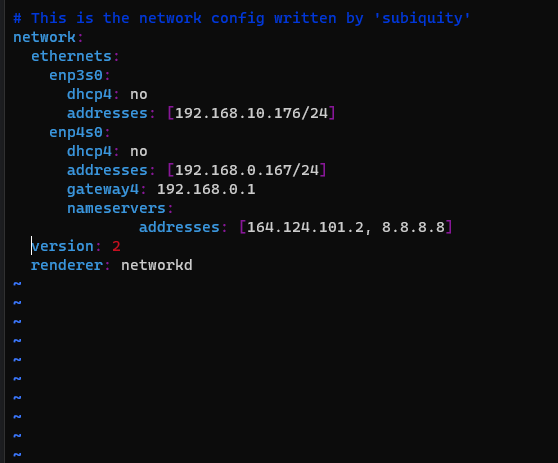 # This is the network config written by 'subiquity'
network:
  ethernets:
    enp3s0:
      dhcp4: no
      addresses: [192.168.10.176/24]
    enp4s0:
      dhcp4: no
      addresses: [192.168.0.167/24]
      gateway4: 192.168.0.1
      nameservers:
              addresses: [164.124.101.2, 8.8.8.8]
  version: 2
  renderer: networkd
~
~
~
~
~
~
~
~
~
~